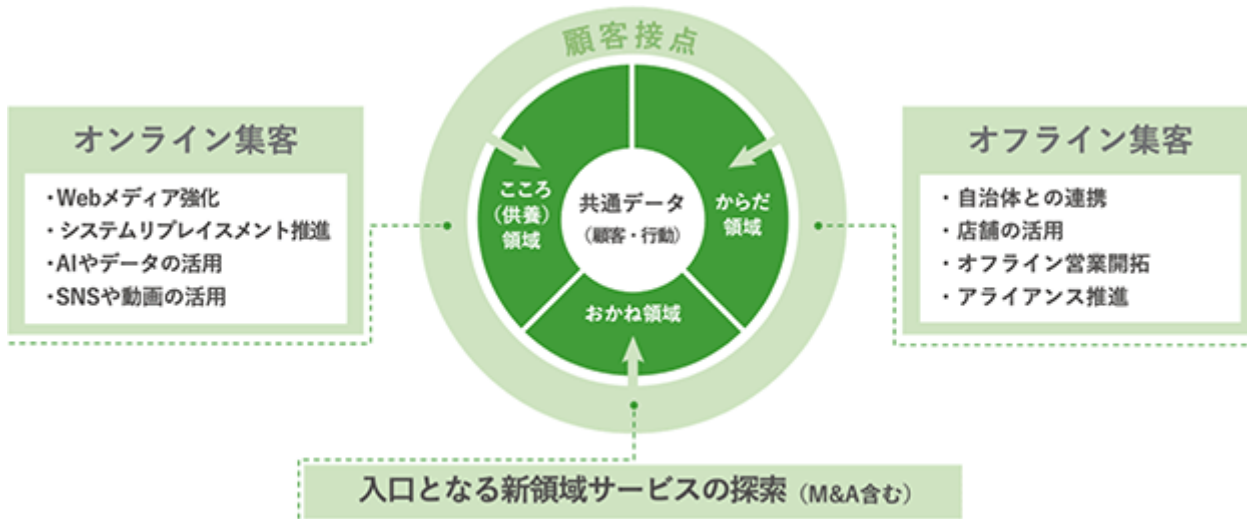 顧客接点
オンライン集客
・Webメディア強化
・システムリプレイスメント推進
・AIやデータの活用
・SNSや動画の活用
こころ
（供養）
領域
共通データ
（顧客・行動）
からだ
領域
おかね領域
オフライン集客
・自治体との連携
・店舗の活用
・オフライン営業開拓
・アライアンス推進
入口となる新領域サービスの探索（M&A含む）